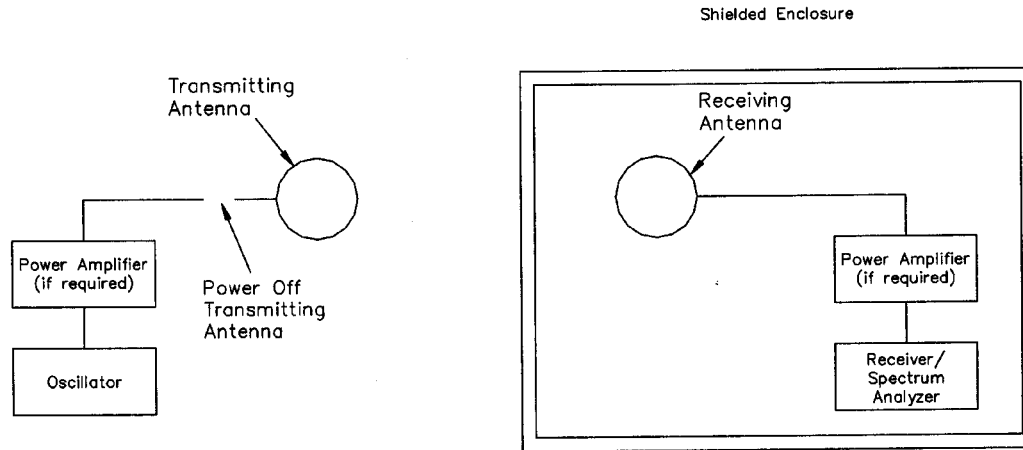 Shielded Enclosure
Transmitting
Antenna
Receiving
Antenna
Power Amplifier
(if required)
Power Off
Transmitting
Antenna
Oscillator
Power Amplifier
(if required)
Receiver/
Spectrum
Analyzer